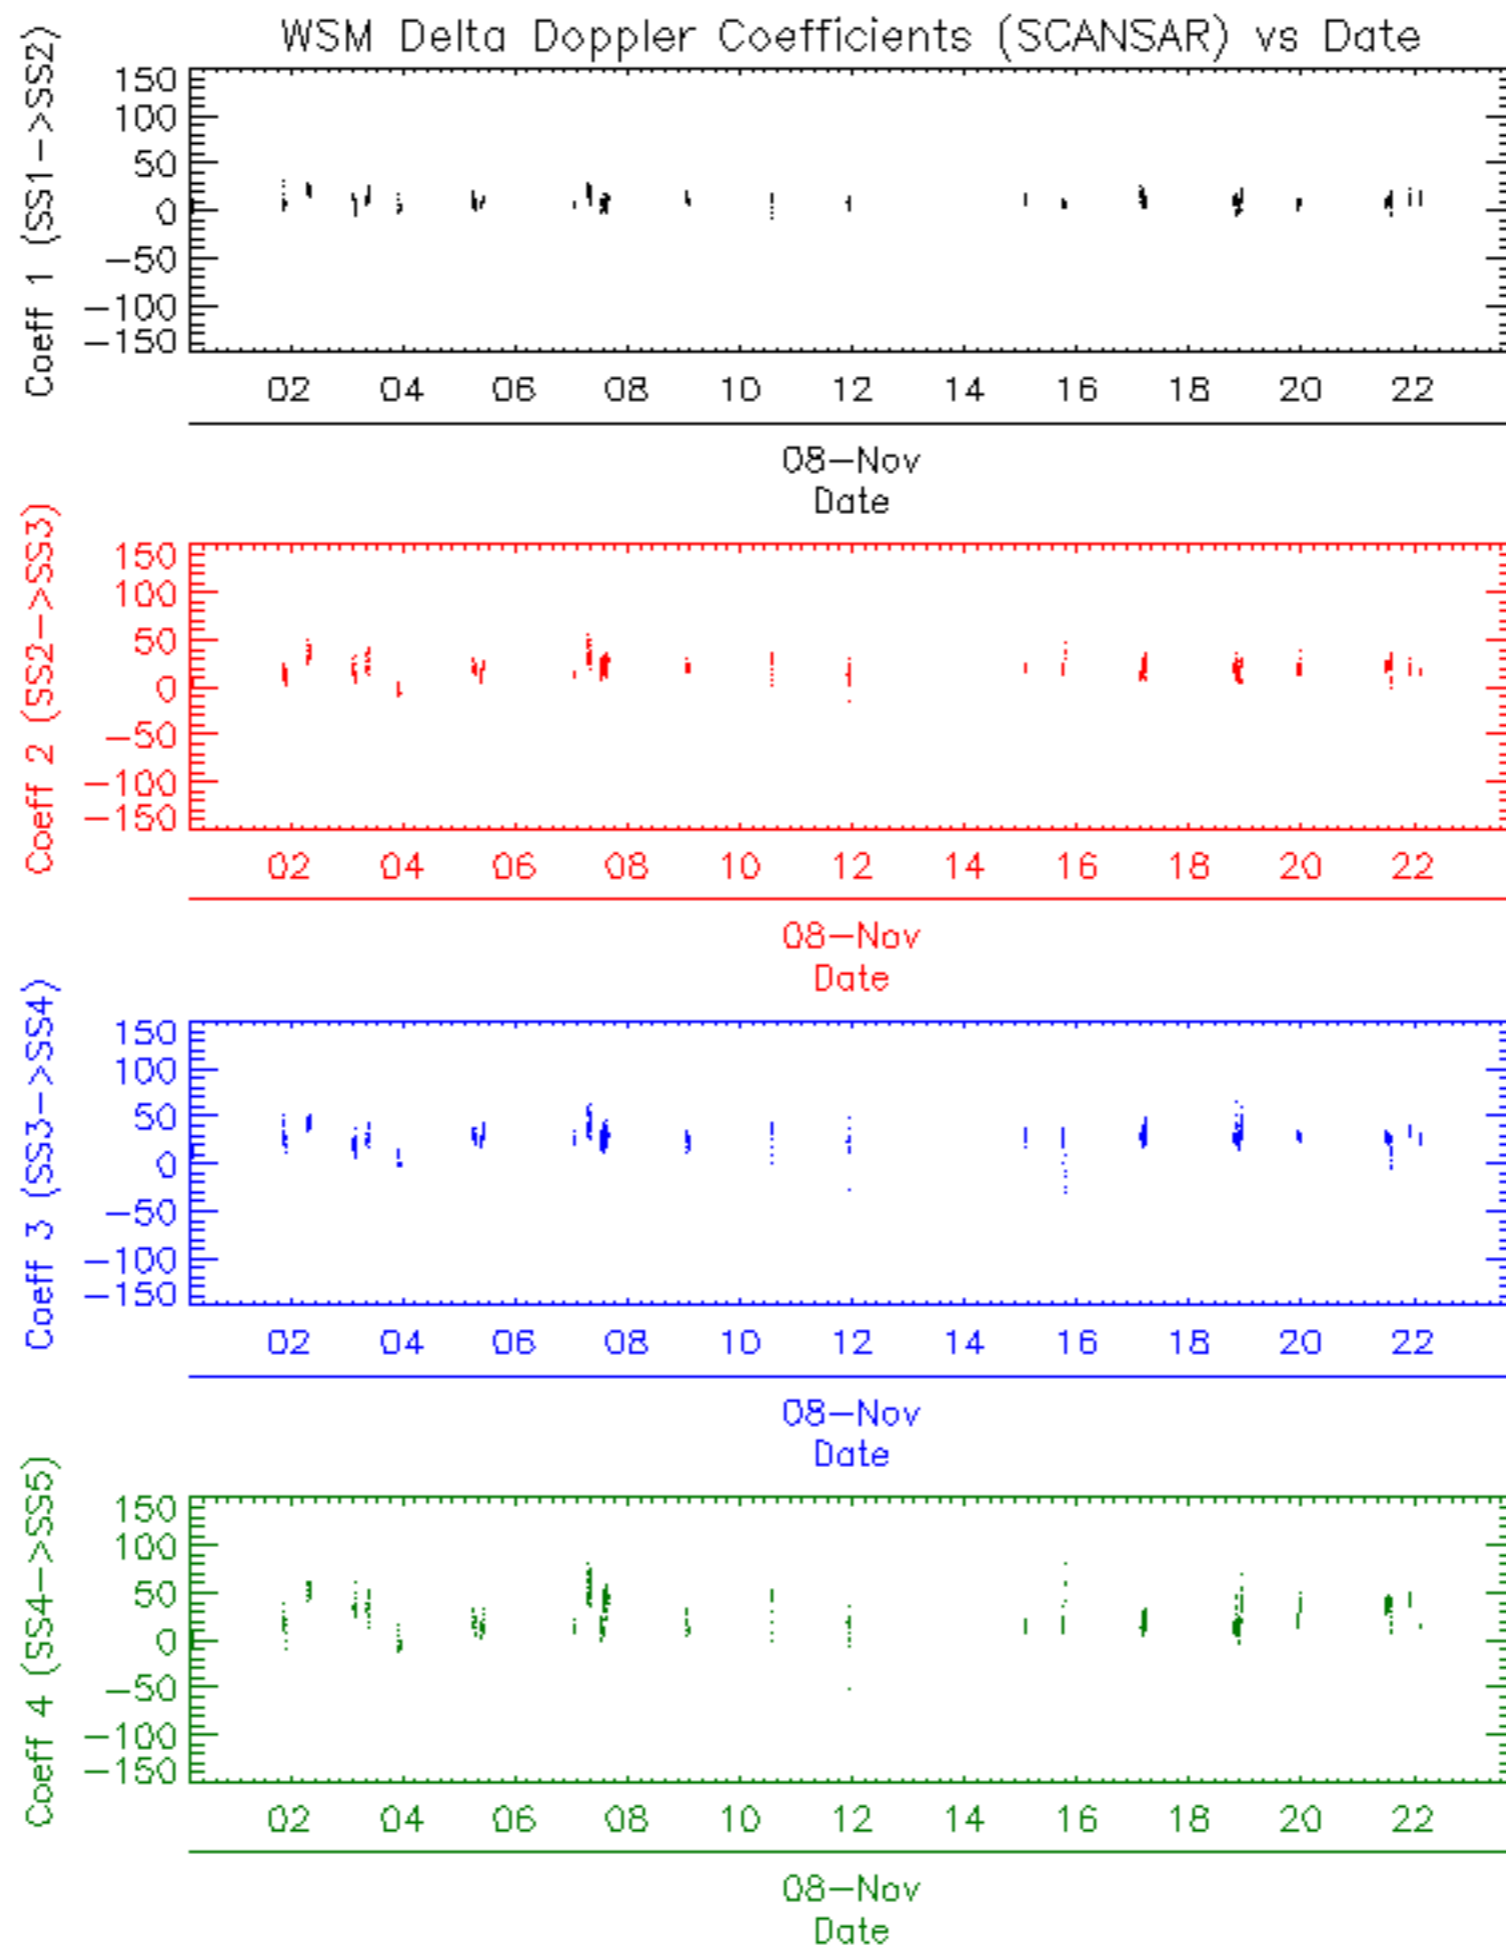 WSM Delta Doppler Coefficients (SCANSAR) vs Date
Coeff 1 (SS1->SS2)
150
100
50
0
-50
-100
-150
02 04 06 08 10 12 14 16 18 20 22
08-Nov
Date
Coeff 2 (SS2->SS3)
150
100
50
0
-50
-100
-150
02 04 06 08 10 12 14 16 18 20 22
08-Nov
Date
Coeff 3 (SS3->SS4)
150
100
50
0
-50
-100
-150
02 04 06 08 10 12 14 16 18 20 22
08-Nov
Date
Coeff 4 (SS4->SS5)
150
100
50
0
-50
-100
-150
02 04 06 08 10 12 14 16 18 20 22
08-Nov
Date